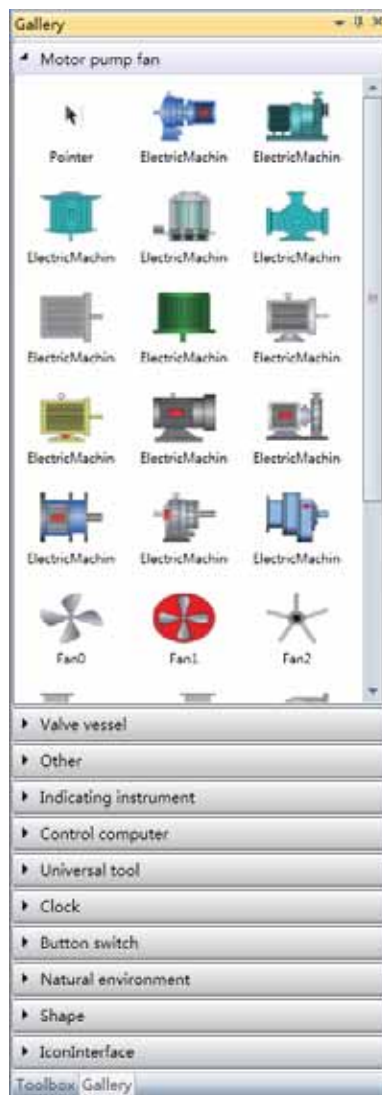 Gallery
Motor pump fan
Pointer ElectricMachin ElectricMachin
ElectricMachin ElectricMachin ElectricMachin
ElectricMachin ElectricMachin ElectricMachin
ElectricMachin ElectricMachin ElectricMachin
ElectricMachin ElectricMachin ElectricMachin
Fan0 Fan1 Fan2
Valve vessel
Other
Indicating instrument
Control computer
Universal tool
Clock
Button switch
Natural environment
Shape
IconInterface
Toolbox Gallery